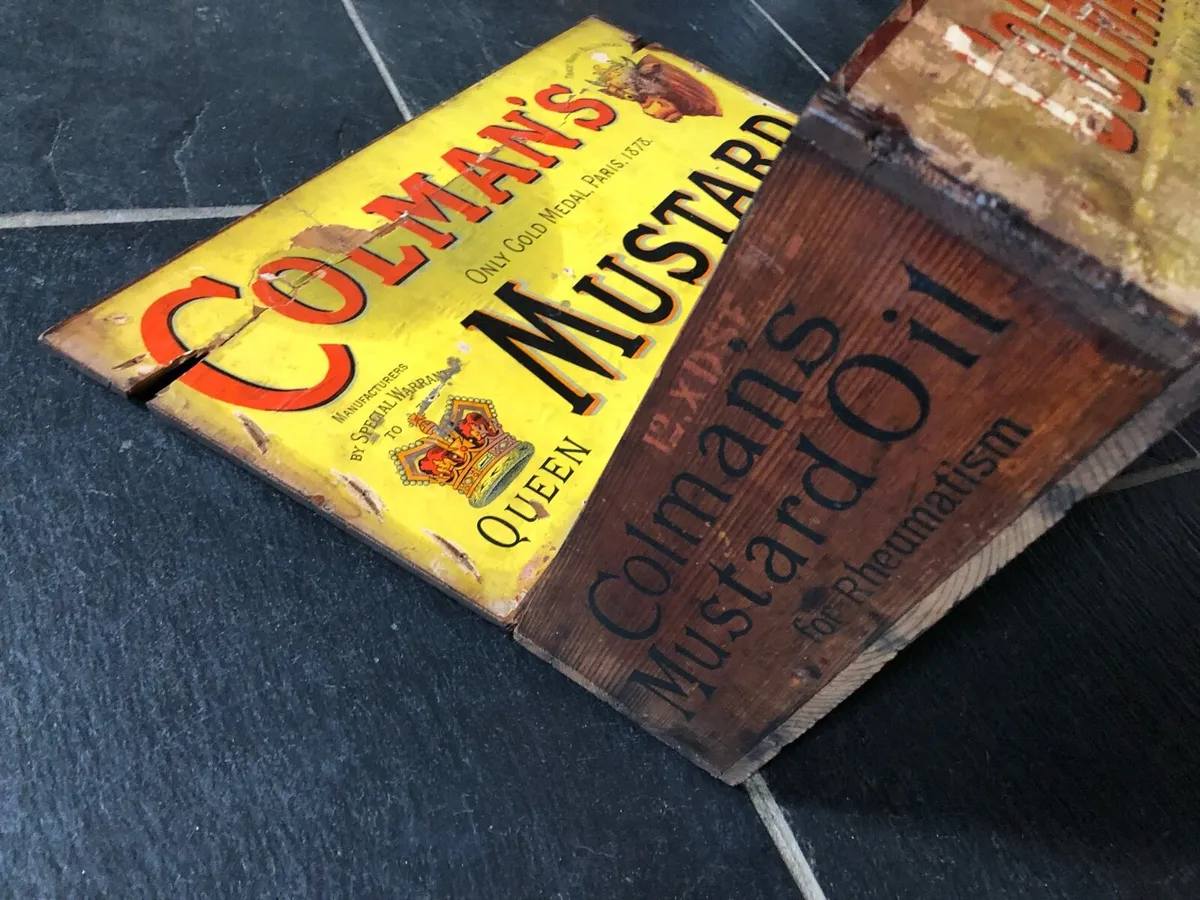 COLMAN'S
ONLY GOLD MEDAL, PARIS, 1878.
MUSTARD
MANUFACTURERS
BY SPECIAL WARRANT
TO
QUEEN
Colman's
Mustard Oil
for Rheumatism